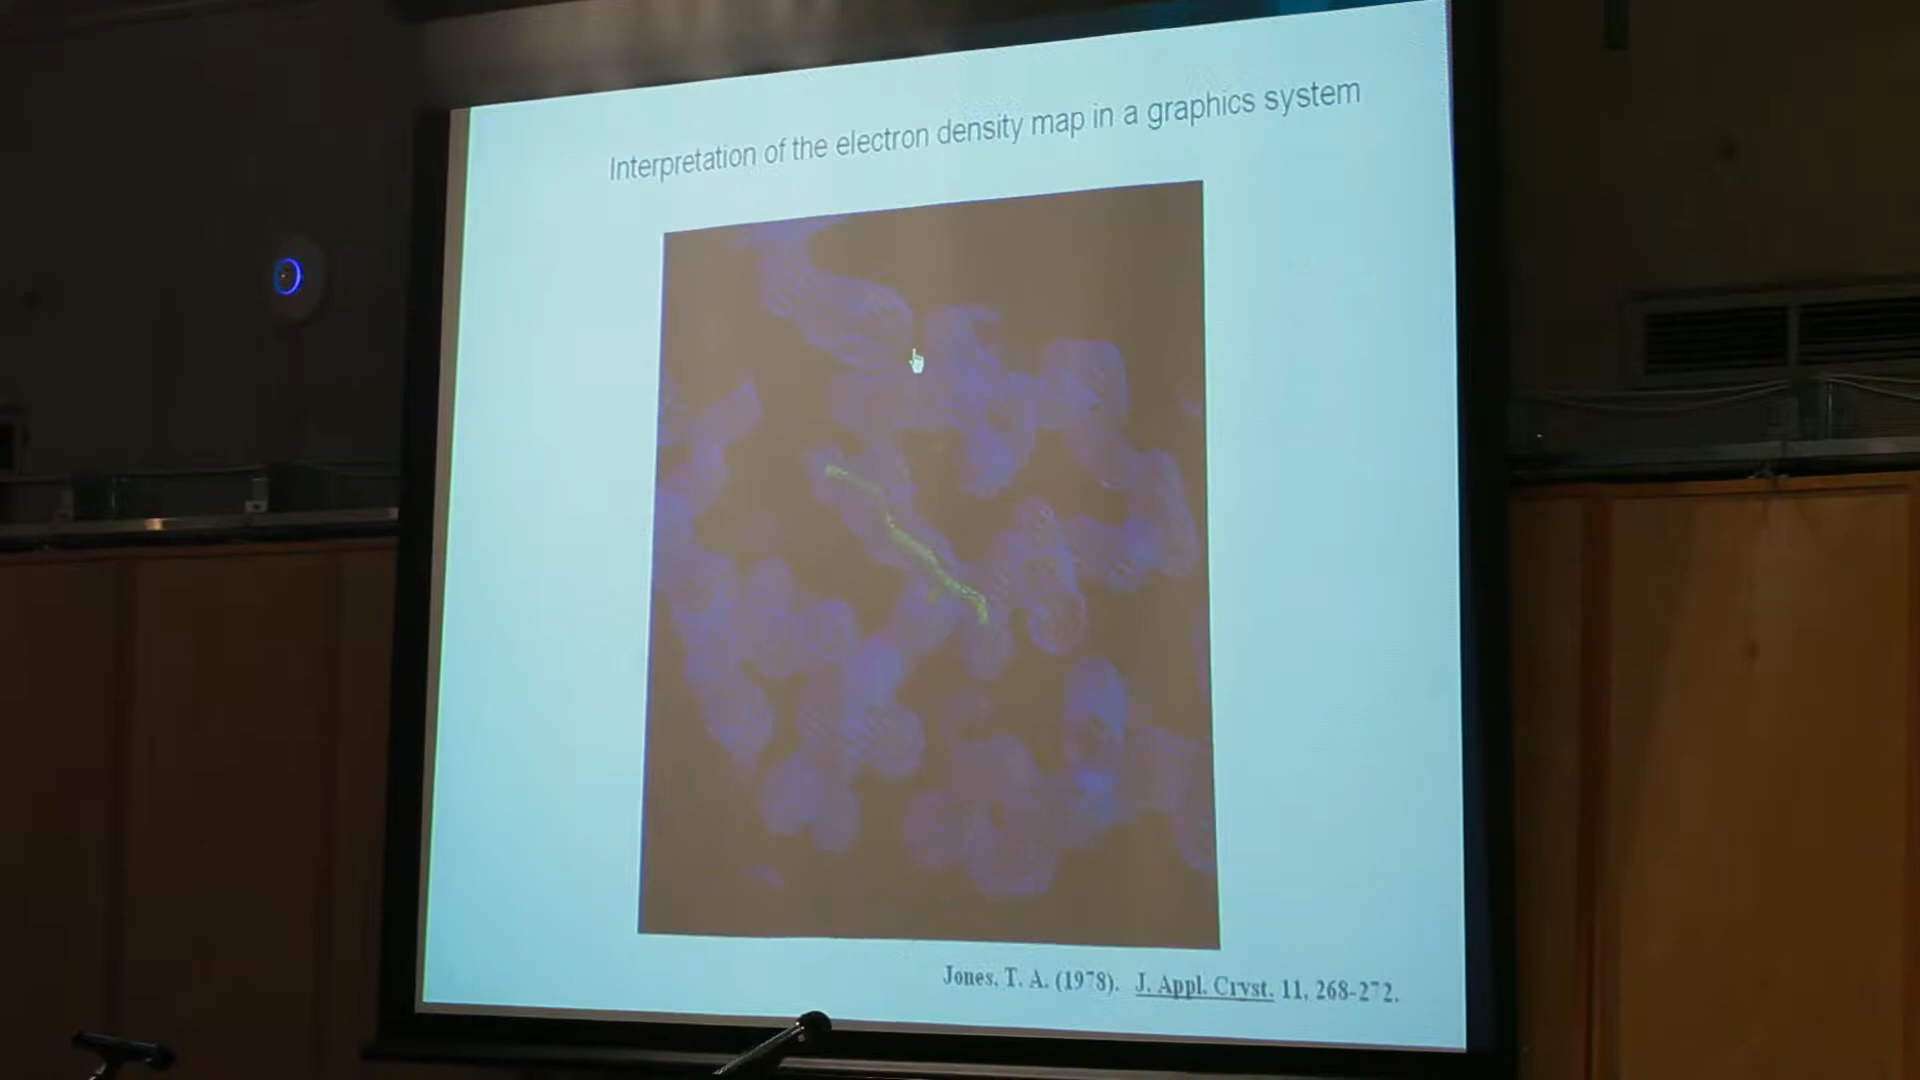 Interpretation of the electron density map in a graphics system
Jones, T. A. (1978). J. Appl. Cryst. 11, 268-272.